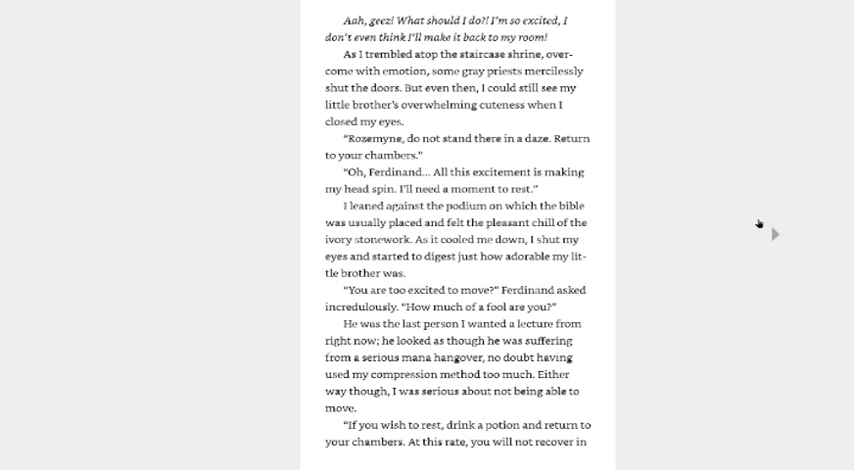 Aah, geez! What should I do?! I'm so excited, I
don't even think I'll make it back to my room!
As I trembled atop the staircase shrine, over-
come with emotion, some gray priests mercilessly
shut the doors. But even then, I could still see my
little brother's overwhelming cuteness when I
closed my eyes.
“Rozemyne, do not stand there in a daze. Return
to your chambers.”
“Oh, Ferdinand... All this excitement is making
my head spin. I'll need a moment to rest.”
I leaned against the podium on which the bible
was usually placed and felt the pleasant chill of the
ivory stonework. As it cooled me down, I shut my
eyes and started to digest just how adorable my lit-
tle brother was.
“You are too excited to move?” Ferdinand asked
incredulously. “How much of a fool are you?”
He was the last person I wanted a lecture from
right now; he looked as though he was suffering
from a serious mana hangover, no doubt having
used my compression method too much. Either
way though, I was serious about not being able to
move.
“If you wish to rest, drink a potion and return to
your chambers. At this rate, you will not recover in